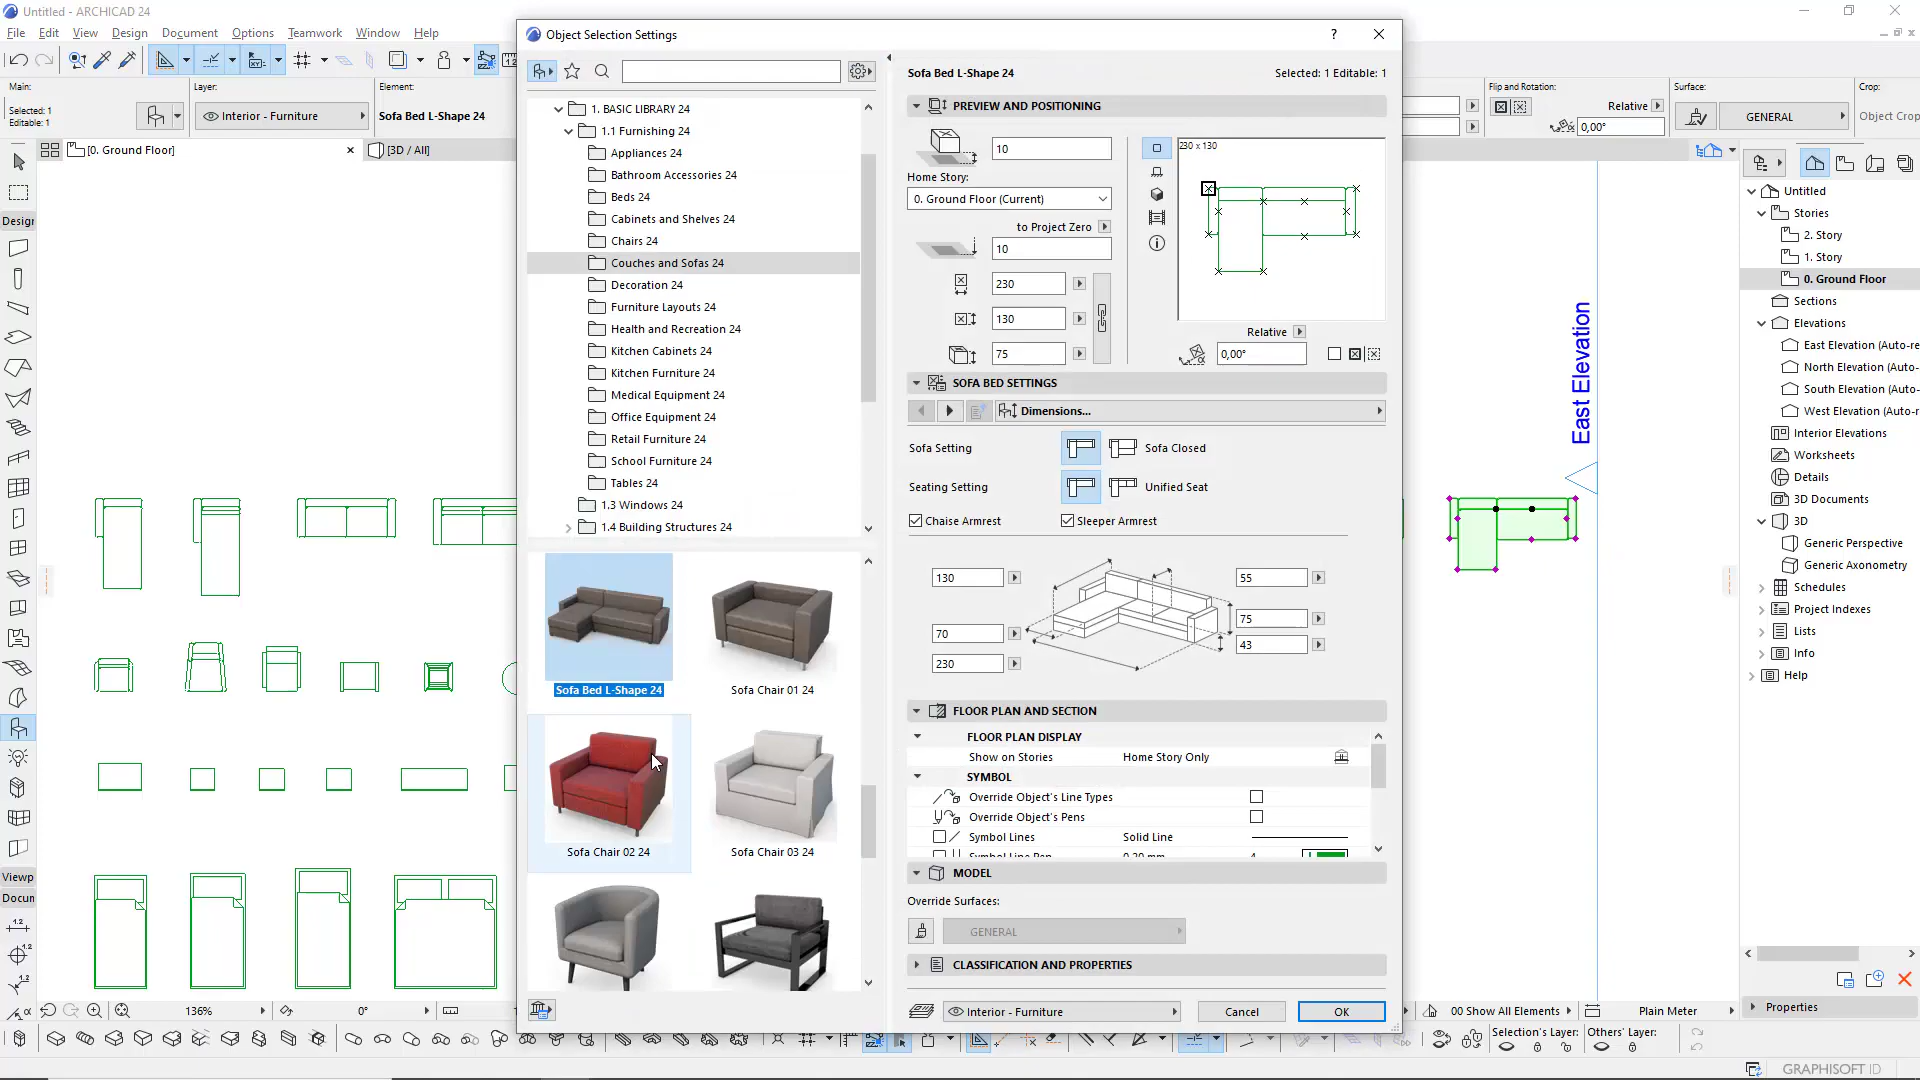 Untitled - ARCHICAD 24
File Edit View Design Document Options Teamwork Window Help
Main:
Selected: 1
Editable: 1
Layer:
Interior - Furniture
Element:
Sofa Bed L-Shape 24
[0. Ground Floor]
[3D / All]
Design
Viewp
Docun
136%
0°
Object Selection Settings
?
1. BASIC LIBRARY 24
1.1 Furnishing 24
Appliances 24
Bathroom Accessories 24
Beds 24
Cabinets and Shelves 24
Chairs 24
Couches and Sofas 24
Decoration 24
Furniture Layouts 24
Health and Recreation 24
Kitchen Cabinets 24
Kitchen Furniture 24
Medical Equipment 24
Office Equipment 24
Retail Furniture 24
School Furniture 24
Tables 24
1.3 Windows 24
1.4 Building Structures 24
Sofa Bed L-Shape 24
Sofa Chair 01 24
Sofa Chair 02 24
Sofa Chair 03 24
Sofa Bed L-Shape 24
Selected: 1 Editable: 1
PREVIEW AND POSITIONING
10
Home Story:
0. Ground Floor (Current)
to Project Zero
10
230
130
75
230 x 130
Relative
0,00°
SOFA BED SETTINGS
Dimensions...
Sofa Setting
Sofa Closed
Seating Setting
Unified Seat
Chaise Armrest
Sleeper Armrest
130
70
230
55
75
43
FLOOR PLAN AND SECTION
FLOOR PLAN DISPLAY
Show on Stories Home Story Only
SYMBOL
Override Object's Line Types
Override Object's Pens
Symbol Lines Solid Line
Symbol Line Pen 0.20 mm 4
MODEL
Override Surfaces:
GENERAL
CLASSIFICATION AND PROPERTIES
Interior - Furniture
Cancel
OK
Flip and Rotation:
Relative
0,00°
Surface:
GENERAL
Crop:
Object Crop
East Elevation
Untitled
Stories
2. Story
1. Story
0. Ground Floor
Sections
Elevations
East Elevation (Auto-re
North Elevation (Auto-
South Elevation (Auto-
West Elevation (Auto-r
Interior Elevations
Worksheets
Details
3D Documents
3D
Generic Perspective
Generic Axonometry
Schedules
Project Indexes
Lists
Info
Help
Properties
00 Show All Elements
Plain Meter
Selection's Layer:
Others' Layer:
GRAPHISOFT ID